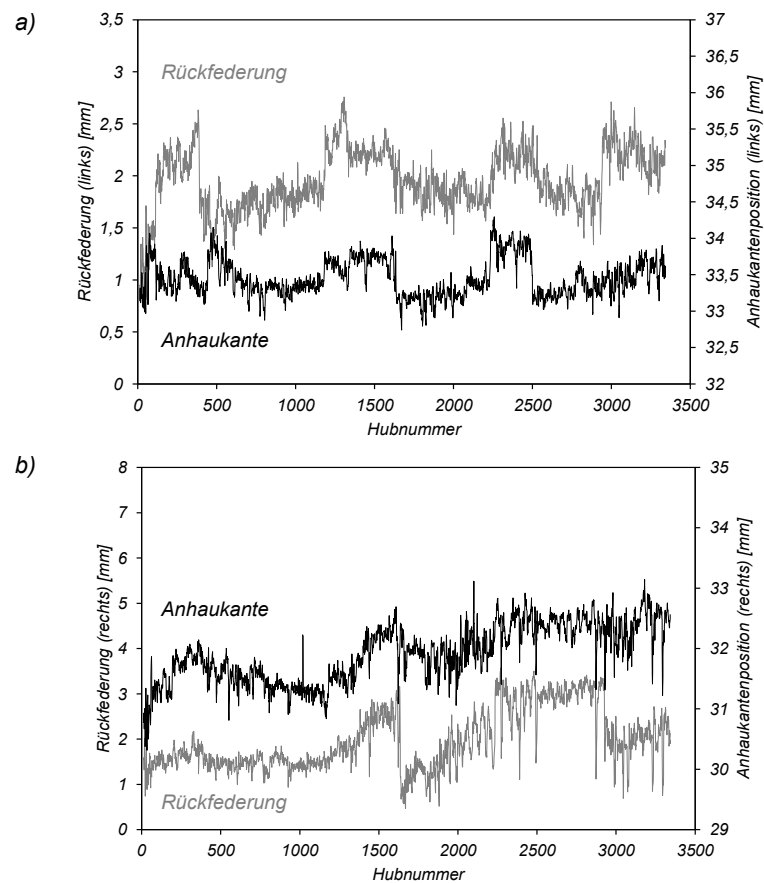 a)
Rückfederung (links) [mm]
3,5
3
2,5
2
1,5
1
0,5
0
Rückfederung
Anhaukante
37
36,5
36
35,5
35
34,5
34
33,5
33
32,5
32
Anhaukantenposition (links) [mm]
0 500 1000 1500 2000 2500 3000 3500
Hubnummer
b)
Rückfederung (rechts) [mm]
8
7
6
5
4
3
2
1
0
Anhaukante
Rückfederung
35
34
33
32
31
30
29
Anhaukantenposition (rechts) [mm]
0 500 1000 1500 2000 2500 3000 3500
Hubnummer